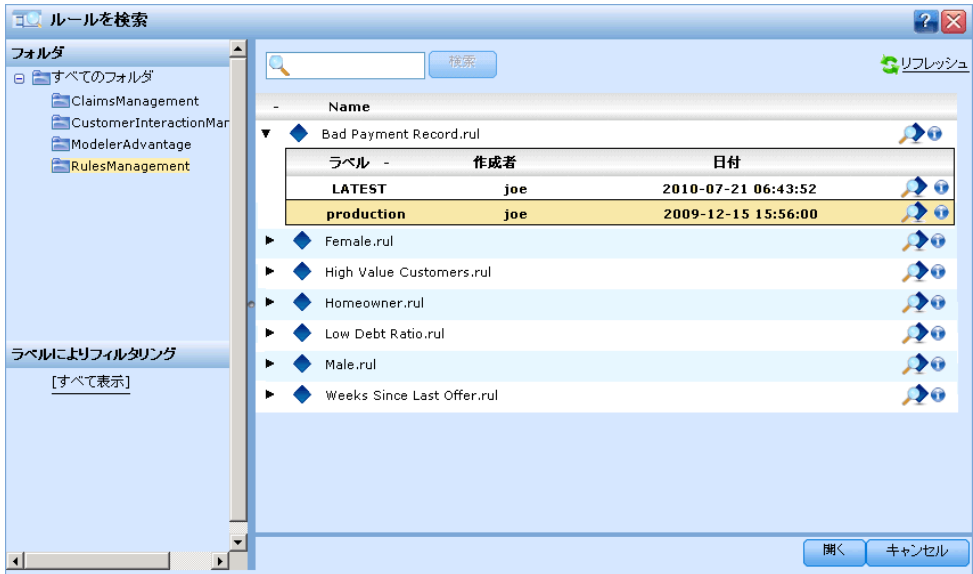 ルールを検索
フォルダ
すべてのフォルダ
ClaimsManagement
CustomerInteractionMar
ModelerAdvantage
RulesManagement
ラベルによりフィルタリング
[すべて表示]
検索
リフレッシュ
- Name
Bad Payment Record.rul
ラベル - 作成者 日付
LATEST joe 2010-07-21 06:43:52
production joe 2009-12-15 15:56:00
Female.rul
High Value Customers.rul
Homeowner.rul
Low Debt Ratio.rul
Male.rul
Weeks Since Last Offer.rul
開く キャンセル